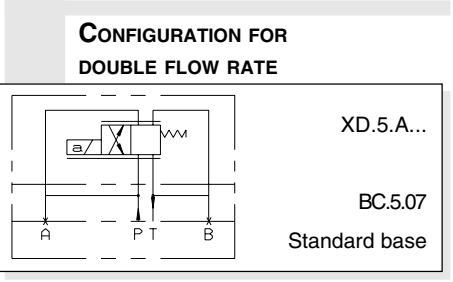 CONFIGURATION FOR
DOUBLE FLOW RATE
XD.5.A...
a
BC.5.07
Standard base
A P T B